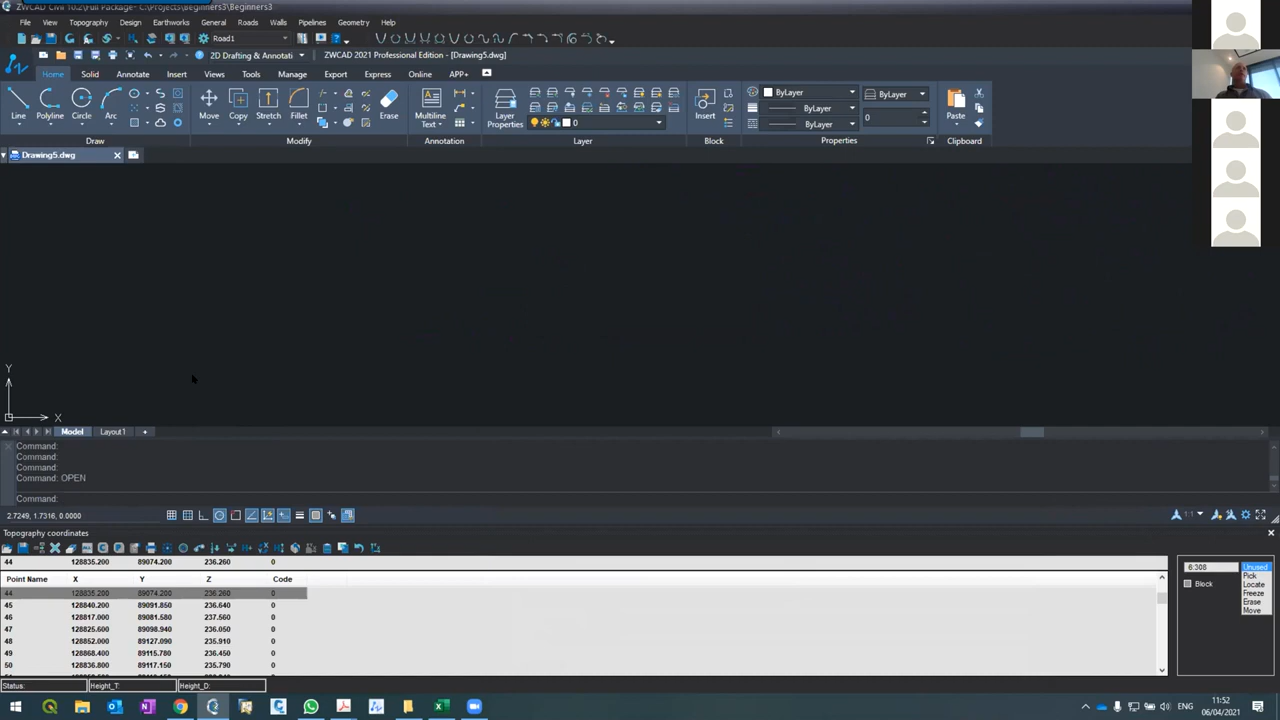 ZWCAD Civil 10.2\Full Package- C:\Projects\Beginners3\Beginners3
File View Topography Design Earthworks General Roads Walls Pipelines Geometry Help
Road1
2D Drafting & Annotati ZWCAD 2021 Professional Edition - [Drawing5.dwg]
Home Solid Annotate Insert Views Tools Manage Export Express Online APP+
ByLayer ByLayer
ByLayer 0
ByLayer
Line Polyline Circle Arc Move Copy Stretch Fillet Erase Multiline Text Layer Properties 0 Insert Paste
Draw Modify Annotation Layer Block Properties Clipboard
Drawing5.dwg
Y
X
Model Layout1 +
Command:
Command:
Command:
Command: OPEN
Command:
2.7249, 1.7316, 0.0000 1:1
Topography coordinates
44 128835.200 89074.200 236.260 0
Point Name X Y Z Code
44 128835.200 89074.200 236.260 0
45 128840.200 89091.850 236.640 0
46 128817.000 89081.580 237.560 0
47 128825.600 89098.940 236.050 0
48 128852.000 89127.090 235.910 0
49 128868.400 89115.780 236.450 0
50 128836.800 89117.150 235.790 0
6:308 Unused
Pick
Block Locate
Freeze
Erase
Move
Status: Height_T: Height_D:
ENG 11:52
06/04/2021